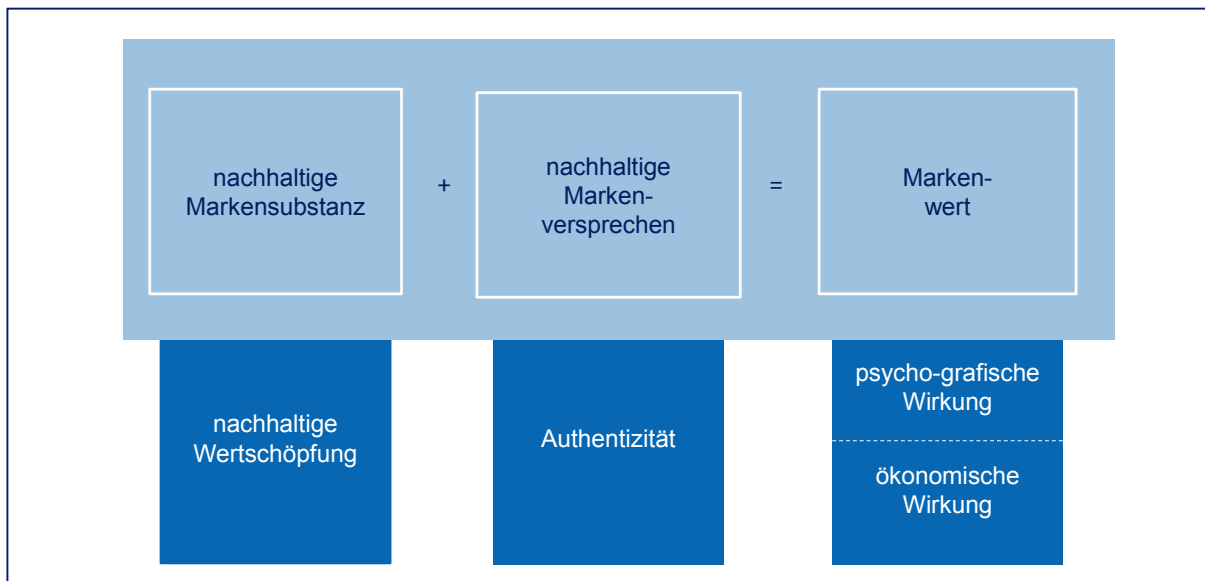 nachhaltige
Markensubstanz
+
nachhaltige
Marken-
versprechen
=
Marken-
wert
nachhaltige
Wertschöpfung
Authentizität
psycho-grafische
Wirkung
ökonomische
Wirkung